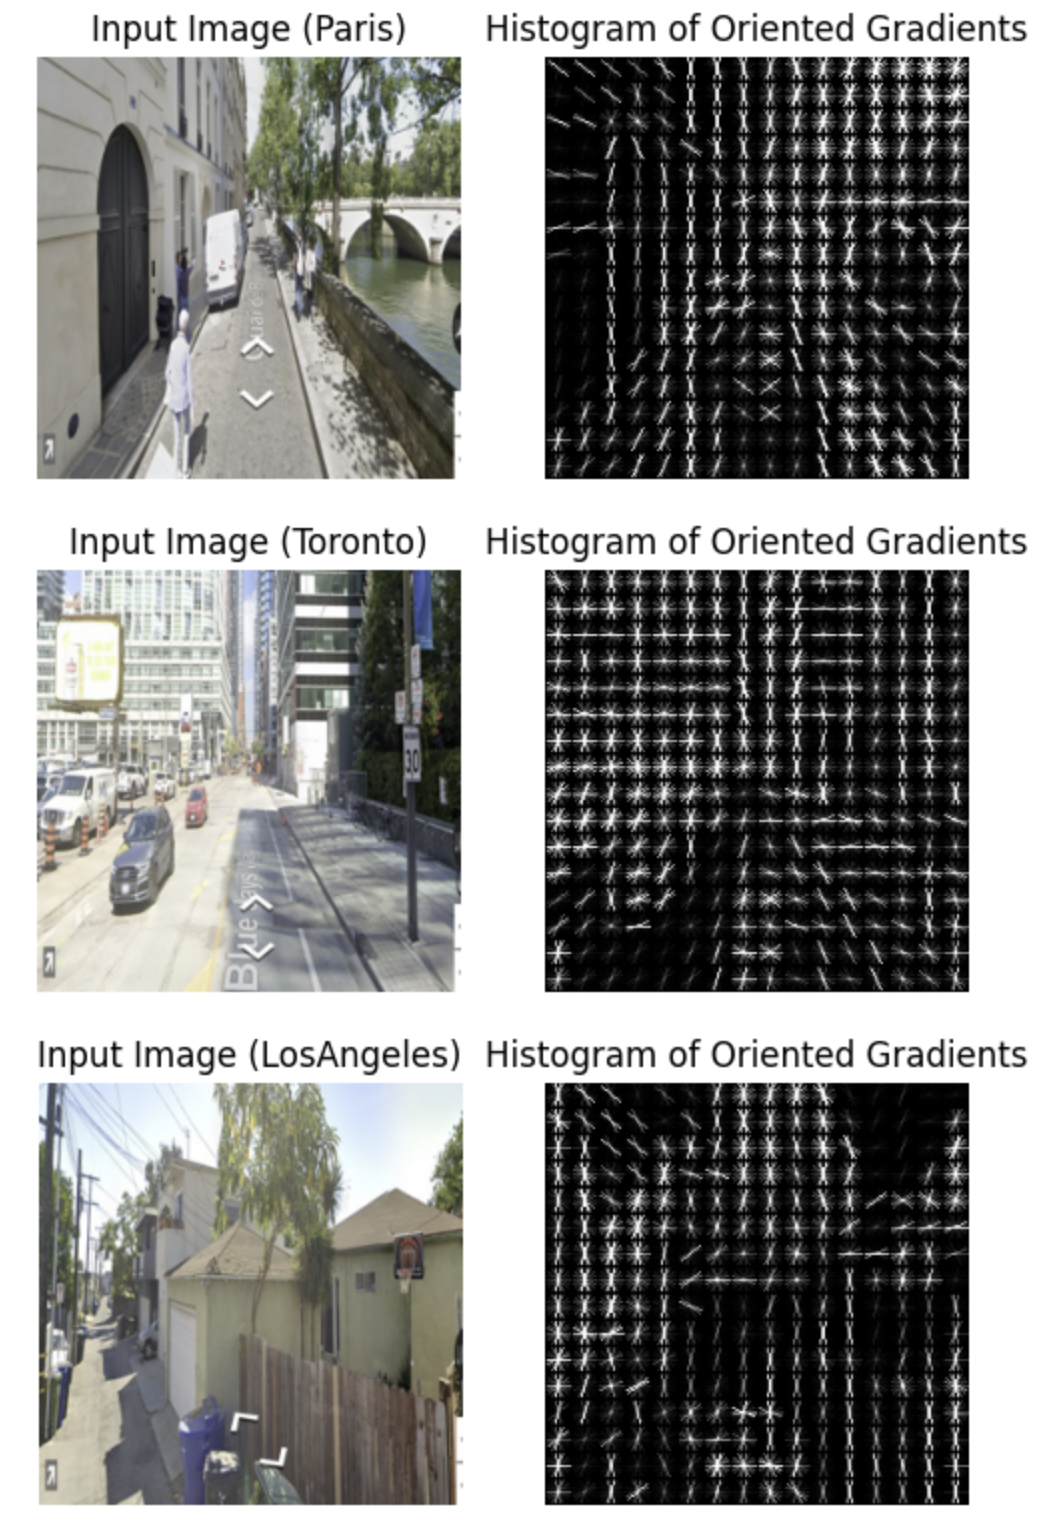 Input Image (Paris)
Histogram of Oriented Gradients
Input Image (Toronto)
Histogram of Oriented Gradients
30
Blue
Input Image (LosAngeles)
Histogram of Oriented Gradients